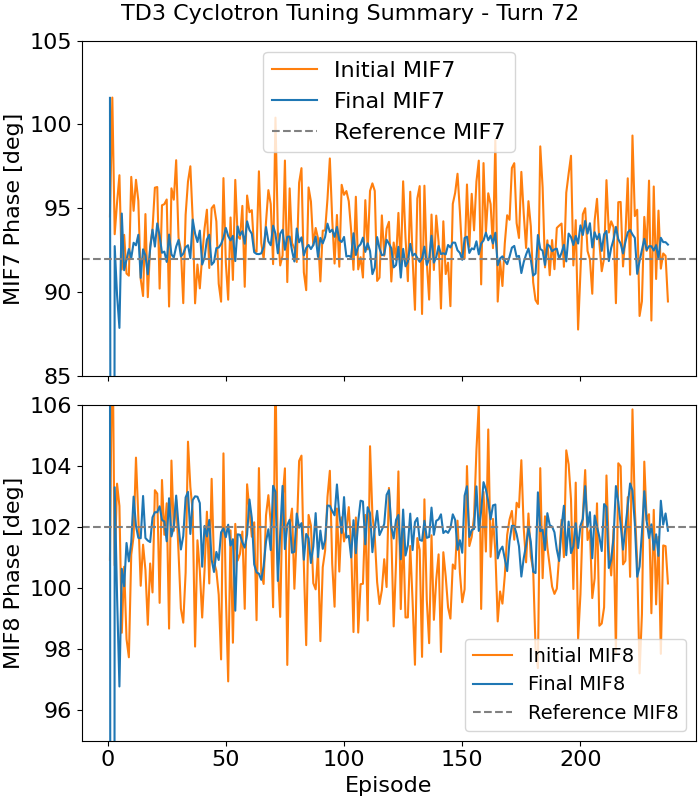 TD3 Cyclotron Tuning Summary - Turn 72
105
100
95
90
85
MIF7 Phase [deg]
Initial MIF7
Final MIF7
Reference MIF7
106
104
102
100
98
96
MIF8 Phase [deg]
Initial MIF8
Final MIF8
Reference MIF8
0 50 100 150 200
Episode